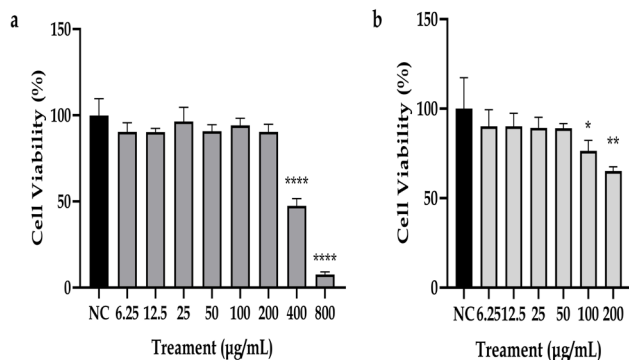 a
Cell Viability (%)
150
100
50
0
****
****
NC 6.25 12.5 25 50 100 200 400 800
Treament (µg/mL)
b
Cell Viability (%)
150
100
50
0
*
**
NC 6.25 12.5 25 50 100 200
Treament (µg/mL)